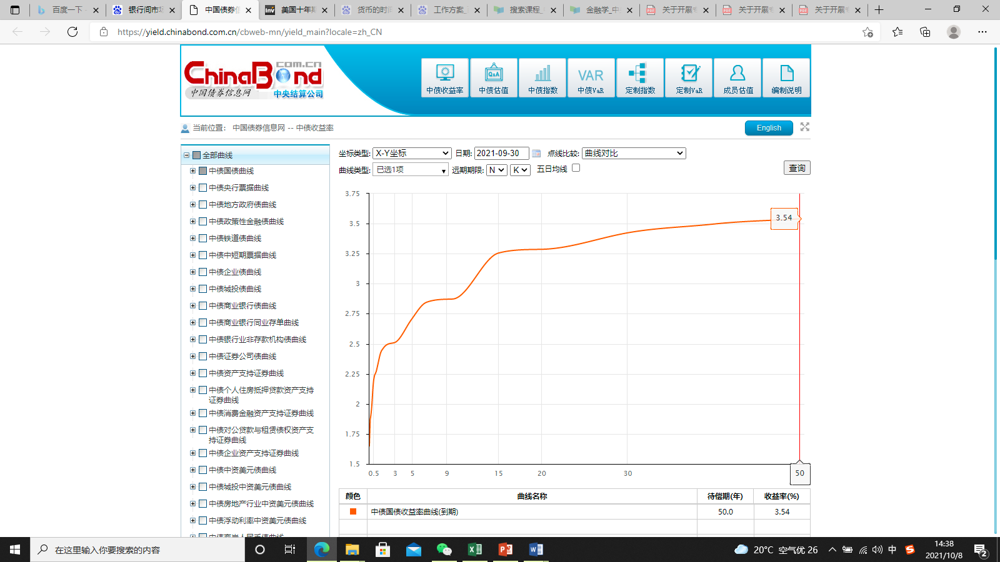 百度一下
银行间市场
中国债券信
美国十年期
货币的时间
工作方案_
搜索课程_
金融学_中
关于开展专
关于开展专
关于开展专
https://yield.chinabond.com.cn/cbweb-mn/yield_main?locale=zh_CN
ChinaBond
com.cn
中国债券信息网 中央结算公司
中债收益率 中债估值 中债指数 中债VaR 定制指数 定制VaR 成员估值 编制说明
Q&A
VAR
当前位置: 中国债券信息网 -- 中债收益率
English
全部曲线
中债国债曲线
中债央行票据曲线
中债地方政府债曲线
中债政策性金融债曲线
中债铁道债曲线
中债中短期票据曲线
中债企业债曲线
中债城投债曲线
中债商业银行债曲线
中债商业银行同业存单曲线
中债银行业非存款机构债曲线
中债证券公司债曲线
中债资产支持证券曲线
中债个人住房抵押贷款资产支持
证券曲线
中债消费金融资产支持证券曲线
中债对公贷款与租赁债权资产支
持证券曲线
中债企业资产支持证券曲线
中债中资美元债曲线
中债城投中资美元债曲线
中债房地产行业中资美元债曲线
中债浮动利率中资美元债曲线
坐标类型: X-Y坐标 日期: 2021-09-30 点线比较: 曲线对比
曲线类型: 已选1项 远期期限: N K 五日均线
查询
3.75
3.5
3.25
3
2.75
2.5
2.25
2
1.75
1.5
3.54
0.5 3 5 9 15 20 30 50
颜色 曲线名称 待偿期(年) 收益率(%)
中债国债收益率曲线(到期) 50.0 3.54
在这里输入你要搜索的内容
20°C 空气优 26
中
14:38
2021/10/8
2